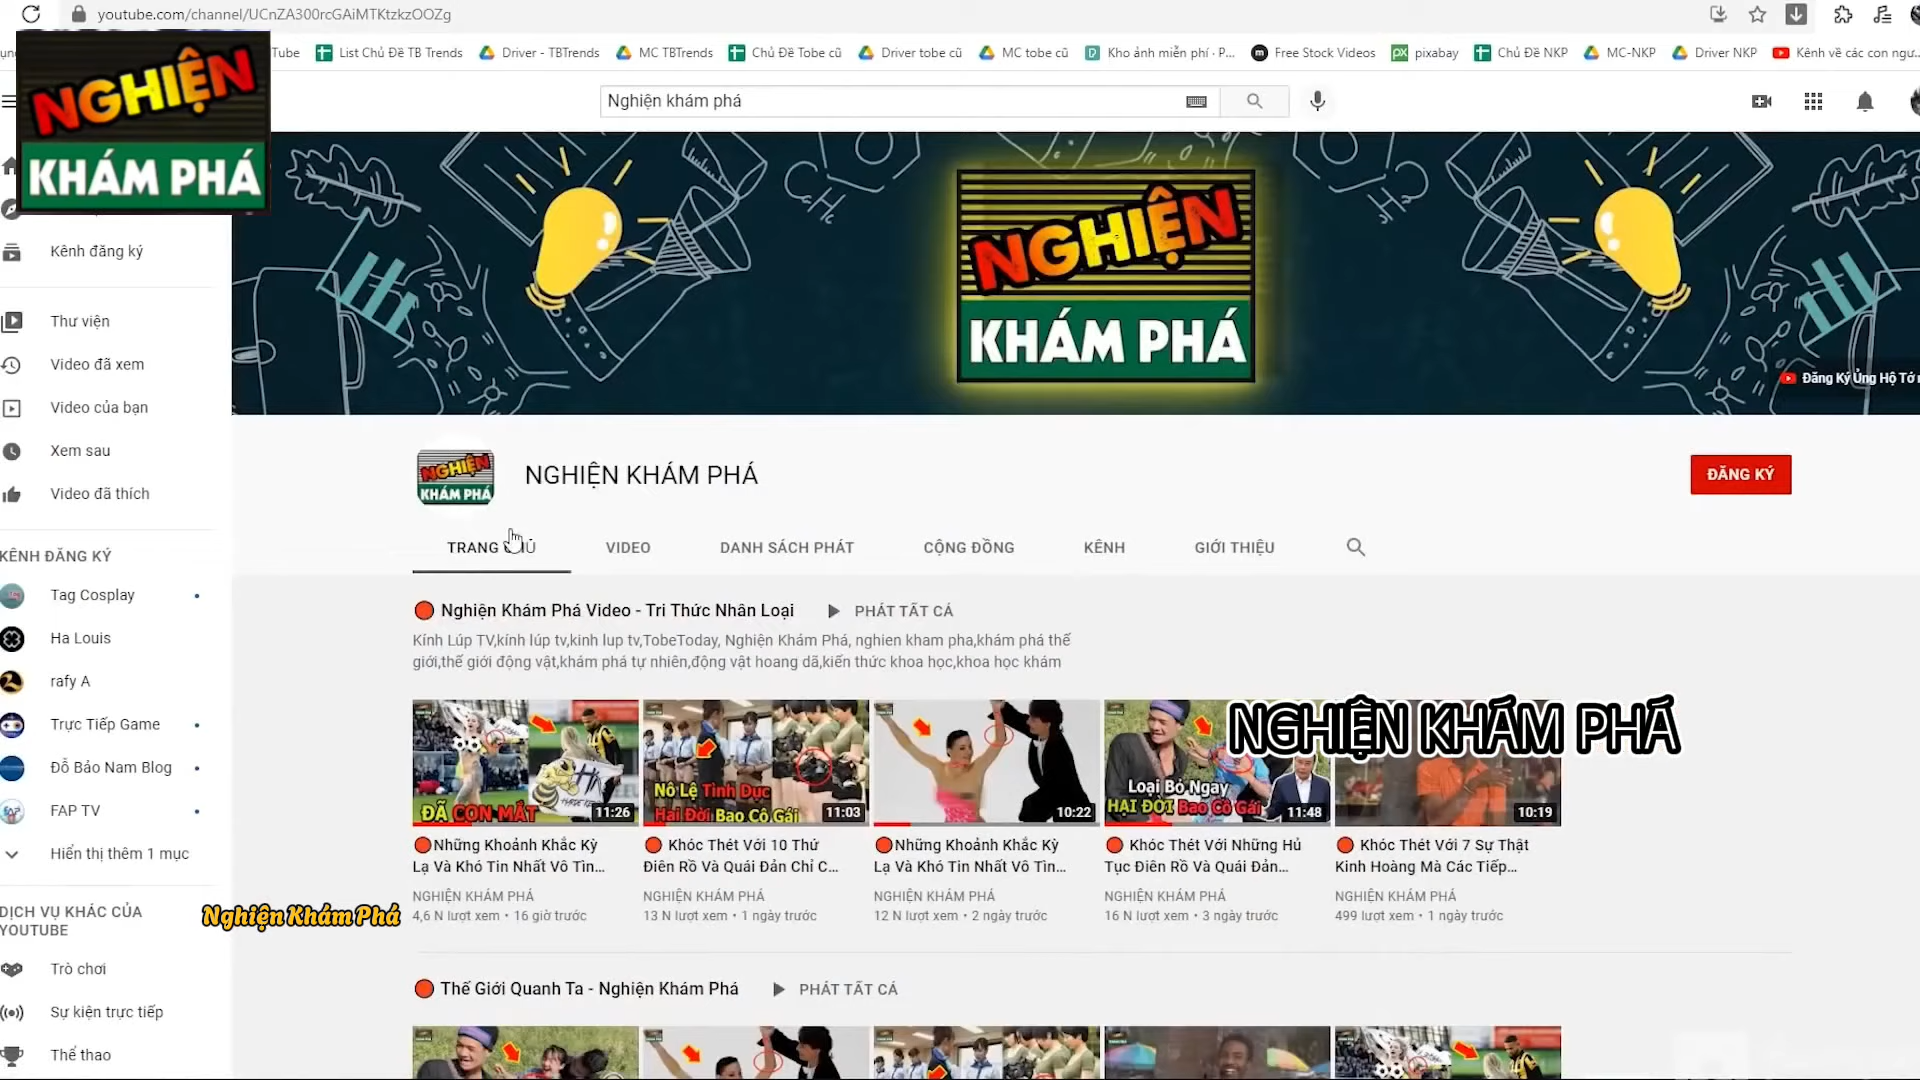 youtube.com/channel/UCnZA300rcGAiMTKtzkzOOZg
Tube
List Chủ Đề TB Trends
Driver - TBTrends
MC TBTrends
Chủ Đề Tobe cũ
Driver tobe cũ
MC tobe cũ
Kho ảnh miễn phí · P...
Free Stock Videos
pixabay
Chủ Đề NKP
MC-NKP
Driver NKP
Kênh về các con ngư...
NGHIỆN
KHÁM PHÁ
Nghiện khám phá
NGHIỆN
KHÁM PHÁ
Đăng Ký Ủng Hộ Tớ
Kênh đăng ký
Thư viện
Video đã xem
Video của bạn
Xem sau
Video đã thích
KÊNH ĐĂNG KÝ
Tag Cosplay
Ha Louis
rafy A
Trực Tiếp Game
Đỗ Bảo Nam Blog
FAP TV
Hiển thị thêm 1 mục
DỊCH VỤ KHÁC CỦA
YOUTUBE
Trò chơi
Sự kiện trực tiếp
Thể thao
Nghiện Khám Phá
NGHIỆN
KHÁM PHÁ
NGHIỆN KHÁM PHÁ
ĐĂNG KÝ
TRANG CHỦ
VIDEO
DANH SÁCH PHÁT
CỘNG ĐỒNG
KÊNH
GIỚI THIỆU
Nghiện Khám Phá Video - Tri Thức Nhân Loại
PHÁT TẤT CẢ
Kính Lúp TV,kính lúp tv,kinh lup tv,TobeToday, Nghiện Khám Phá, nghien kham pha,khám phá thế
giới,thế giới động vật,khám phá tự nhiên,động vật hoang dã,kiến thức khoa học,khoa học khám
NGHIỆN KHÁM PHÁ
ĐÃ CON MẮT
11:26
Nô Lệ Tình Dục
Hai Đời Bao Cô Gái
11:03
10:22
Loại Bỏ Ngay
HẠI ĐỜI Bao Cô Gái
11:48
10:19
Những Khoảnh Khắc Kỳ
Lạ Và Khó Tin Nhất Vô Tìn...
NGHIỆN KHÁM PHÁ
4,6 N lượt xem • 16 giờ trước
Khóc Thét Với 10 Thứ
Điên Rồ Và Quái Đản Chỉ C...
NGHIỆN KHÁM PHÁ
13 N lượt xem • 1 ngày trước
Những Khoảnh Khắc Kỳ
Lạ Và Khó Tin Nhất Vô Tìn...
NGHIỆN KHÁM PHÁ
12 N lượt xem • 2 ngày trước
Khóc Thét Với Những Hủ
Tục Điên Rồ Và Quái Đản...
NGHIỆN KHÁM PHÁ
16 N lượt xem • 3 ngày trước
Khóc Thét Với 7 Sự Thật
Kinh Hoàng Mà Các Tiếp...
NGHIỆN KHÁM PHÁ
499 lượt xem • 1 ngày trước
Thế Giới Quanh Ta - Nghiện Khám Phá
PHÁT TẤT CẢ